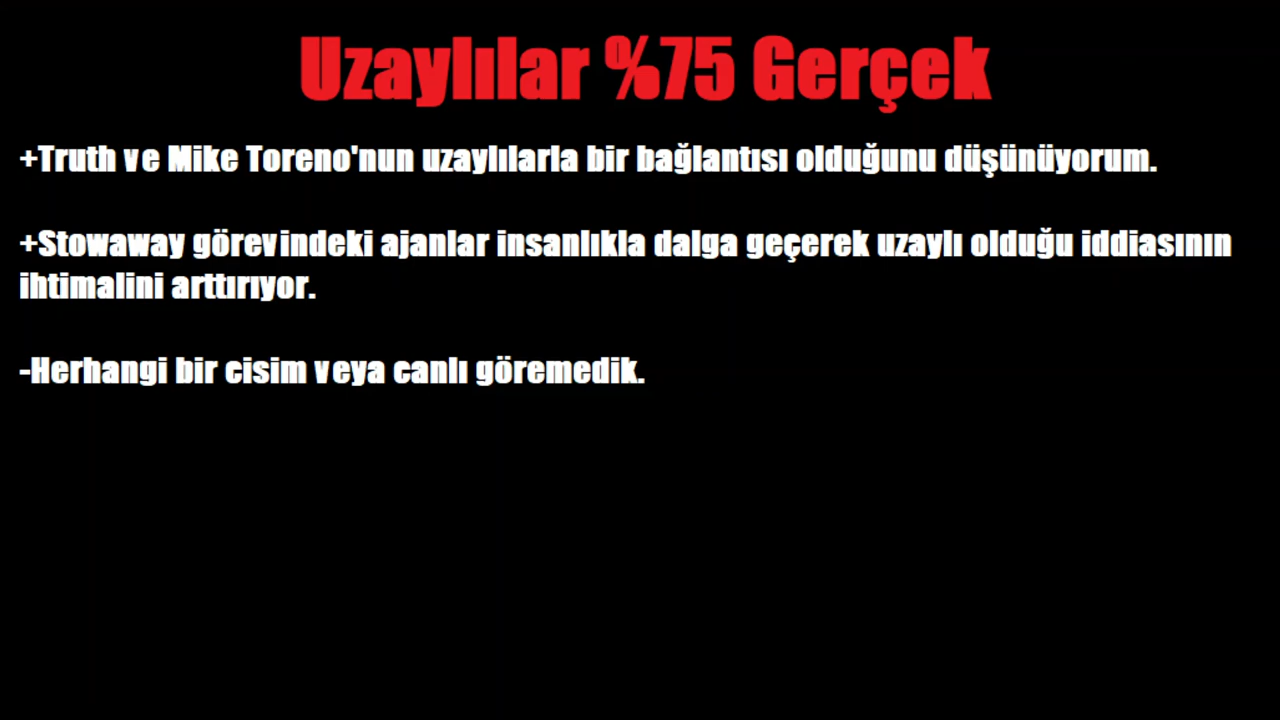 Uzaylılar %75 Gerçek
+Truth ve Mike Toreno'nun uzaylılarla bir bağlantısı olduğunu düşünüyorum.
+Stowaway görevindeki ajanlar insanlıkla dalga geçerek uzaylı olduğu iddiasının
ihtimalini arttırıyor.
-Herhangi bir cisim veya canlı göremedik.